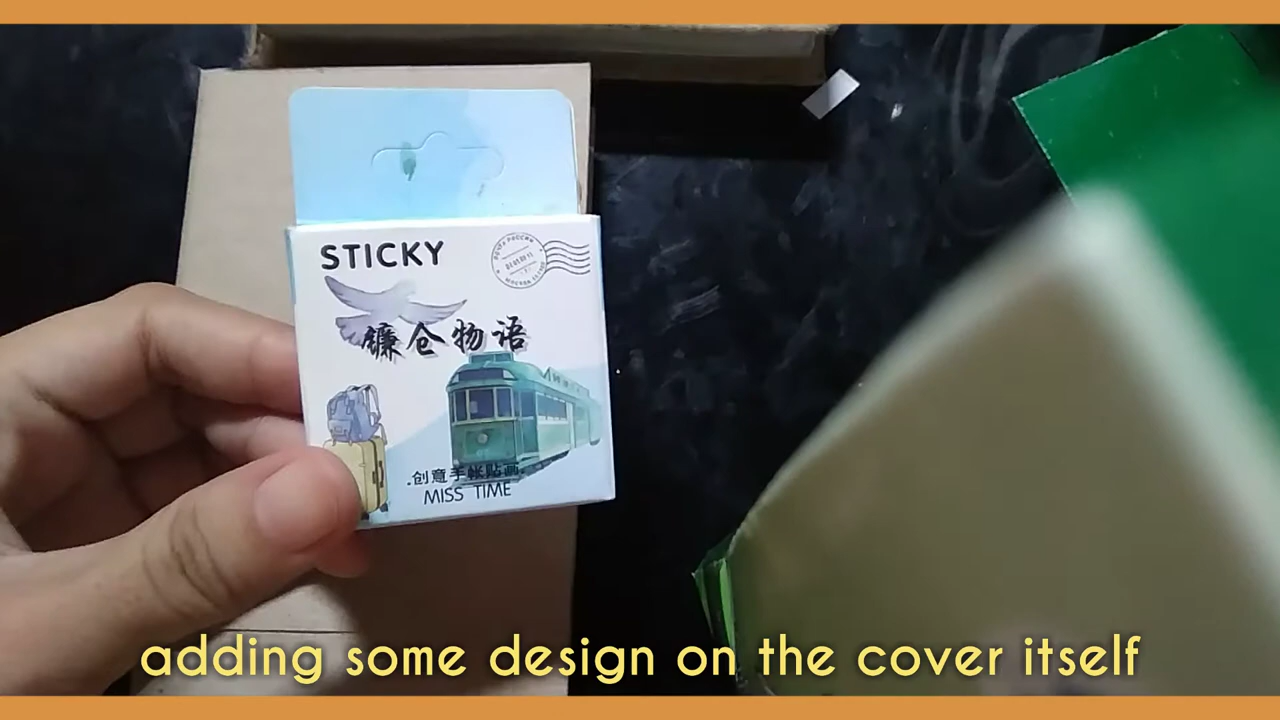 STICKY
镰仓物语
.创意手帐贴画.
MISS TIME
adding some design on the cover itself